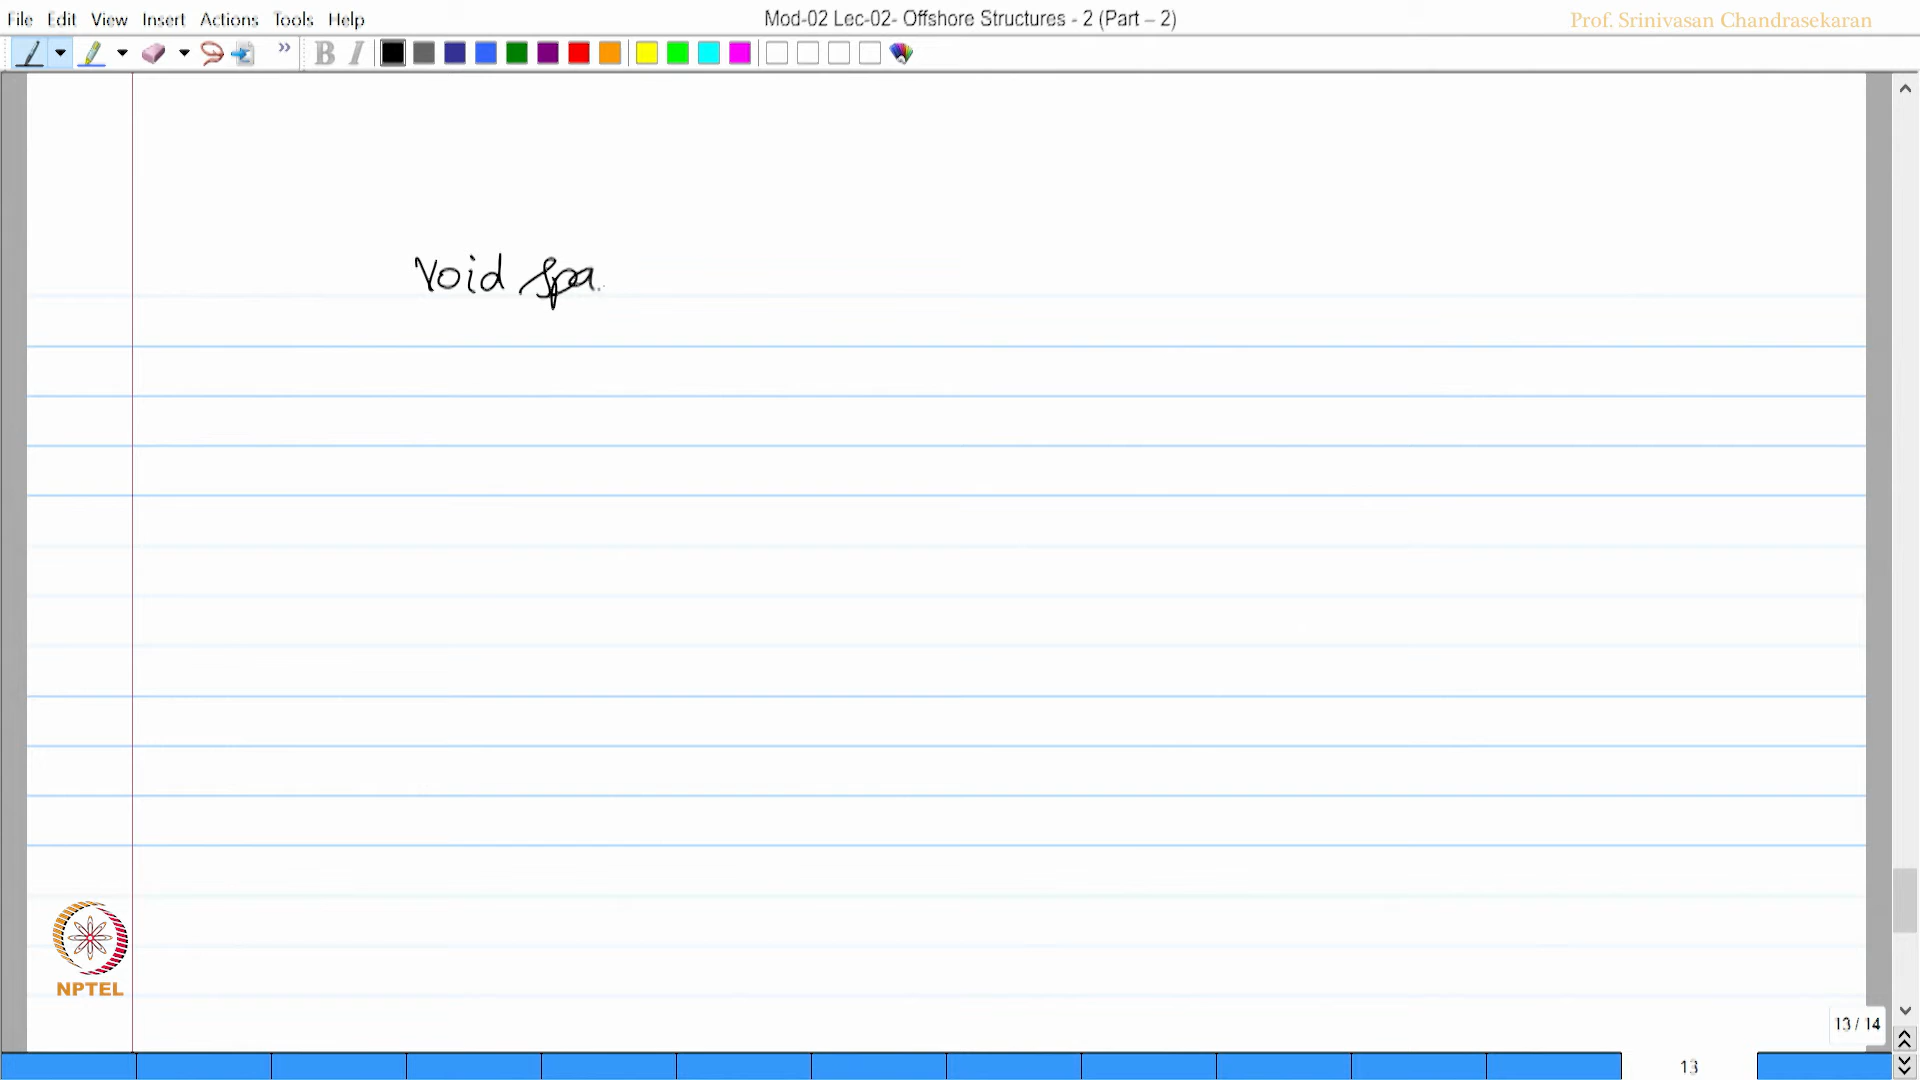 File Edit View Insert Actions Tools Help
Mod-02 Lec-02- Offshore Structures - 2 (Part – 2)
Prof. Srinivasan Chandrasekaran
B I
Void spa
NPTEL
13 / 14
13